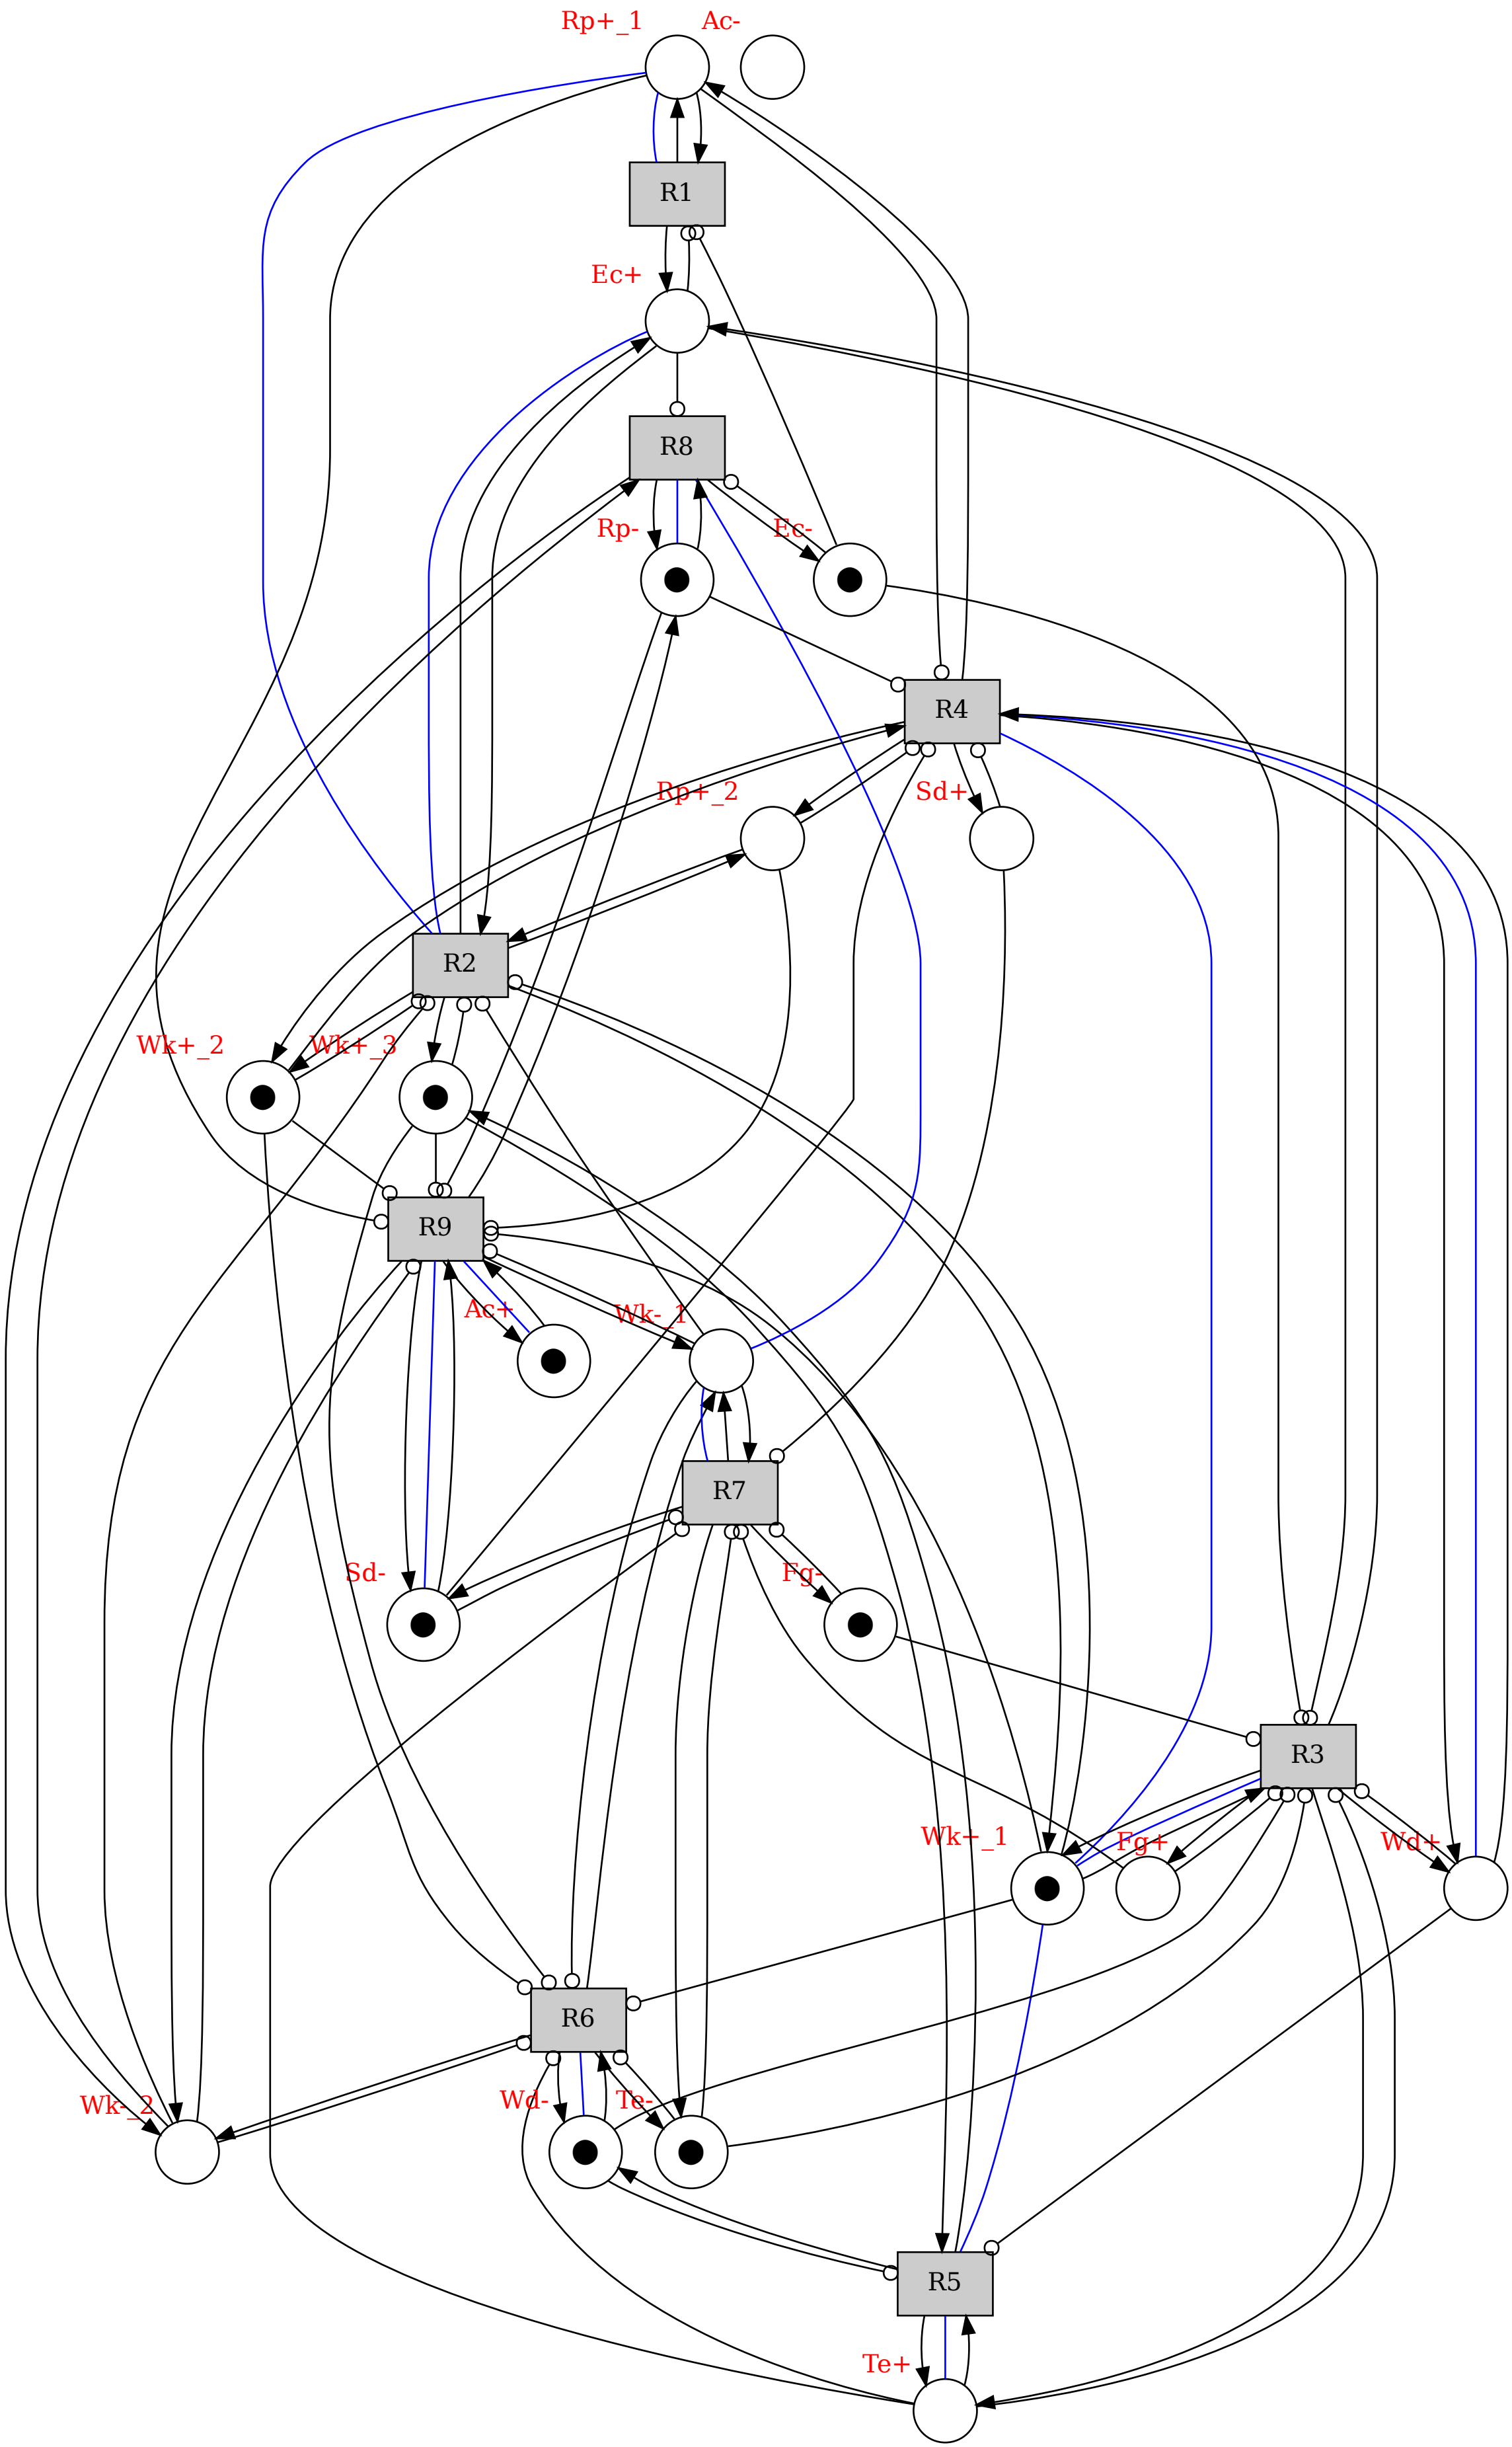 Rp+_1
Ac-
R1
Ec+
R8
Rp-
Ec-
R4
Rp+_2
Sd+
R2
Wk+_2
Wk+_3
R9
Ac+
Wk-_1
R7
Sd-
Fg-
R3
Wk+_1
Fg+
Wd+
R6
Wk-_2
Wd-
Te-
R5
Te+